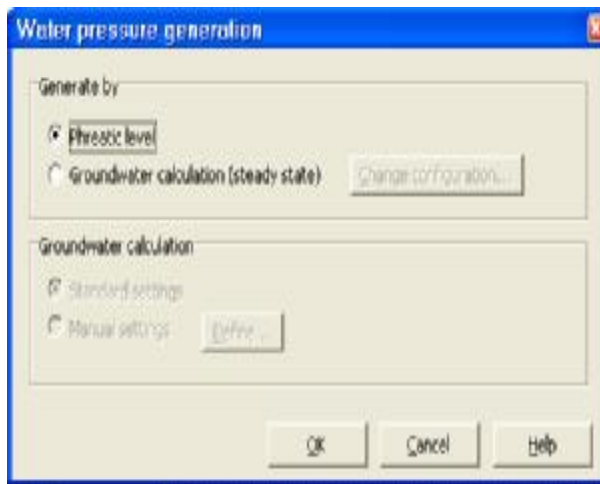 Water pressure generation
Generate by
Phreatic level
Groundwater calculation (steady state) Change configuration...
Groundwater calculation
Standard settings
Manual settings Define ...
OK Cancel Help